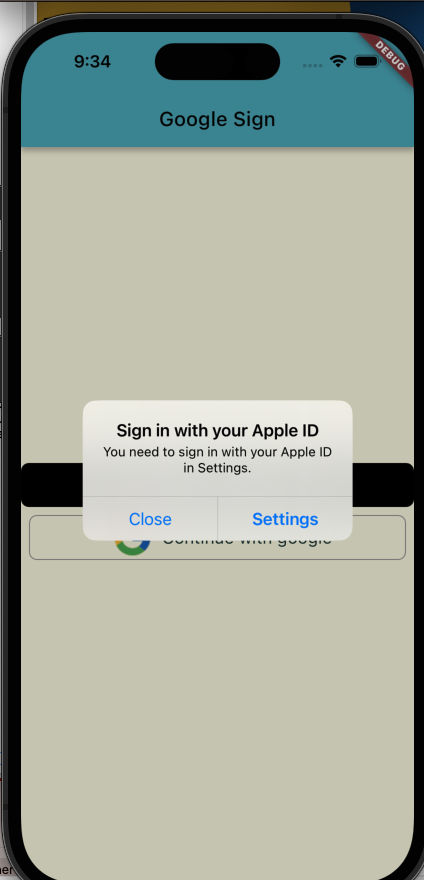 9:34
DEBUG
Google Sign
Sign in with your Apple ID
You need to sign in with your Apple ID
in Settings.
Close
Settings
Continue with google